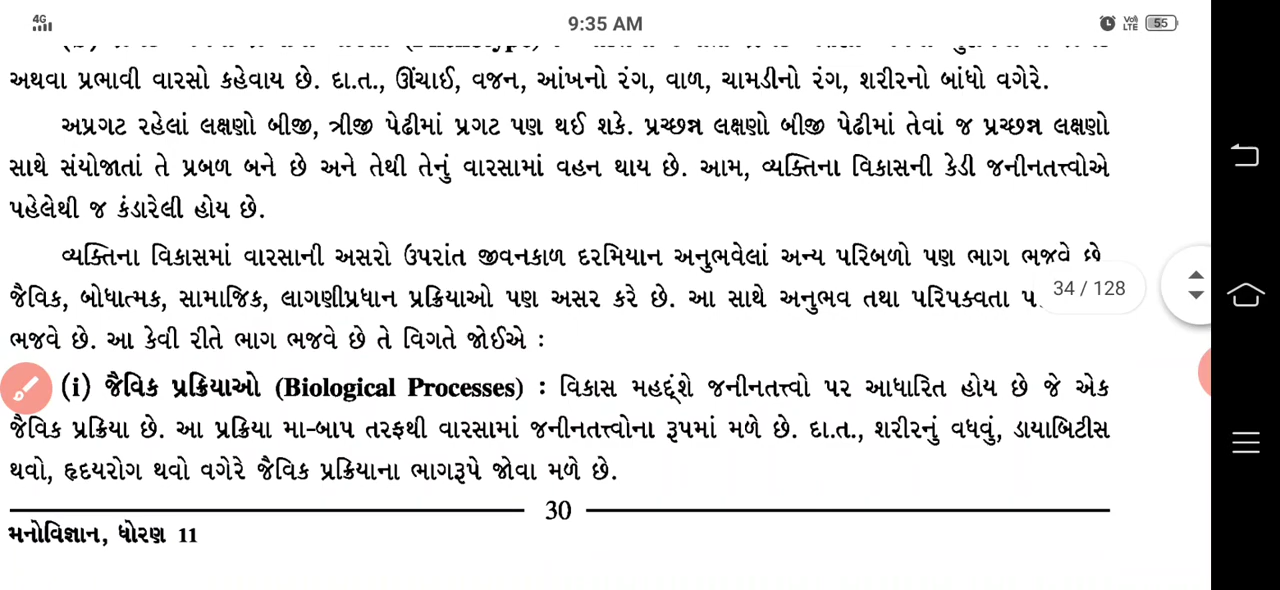 4G 9:35 AM VoI) LTE 55
અથવા પ્રભાવી વારસો કહેવાય છે. દા.ત., ઊંચાઈ, વજન, આંખનો રંગ, વાળ, ચામડીનો રંગ, શરીરનો બાંધો વગેરે.
અપ્રગટ રહેલાં લક્ષણો બીજી, ત્રીજી પેઢીમાં પ્રગટ પણ થઈ શકે. પ્રચ્છન્ન લક્ષણો બીજી પેઢીમાં તેવાં જ પ્રચ્છન્ન લક્ષણો
સાથે સંયોજાતાં તે પ્રબળ બને છે અને તેથી તેનું વારસામાં વહન થાય છે. આમ, વ્યક્તિના વિકાસની કેડી જનીનતત્ત્વોએ
પહેલેથી જ કંડારેલી હોય છે.
વ્યક્તિના વિકાસમાં વારસાની અસરો ઉપરાંત જીવનકાળ દરમિયાન અનુભવેલાં અન્ય પરિબળો પણ ભાગ ભજવે છે.
જૈવિક, બોધાત્મક, સામાજિક, લાગણીપ્રધાન પ્રક્રિયાઓ પણ અસર કરે છે. આ સાથે અનુભવ તથા પરિપક્વતા
34 / 128
ભજવે છે. આ કેવી રીતે ભાગ ભજવે છે તે વિગતે જોઈએ :
(i) જૈવિક પ્રક્રિયાઓ (Biological Processes) : વિકાસ મહદ્દંશે જનીનતત્ત્વો પર આધારિત હોય છે જે એક
જૈવિક પ્રક્રિયા છે. આ પ્રક્રિયા મા-બાપ તરફથી વારસામાં જનીનતત્ત્વોના રૂપમાં મળે છે. દા.ત., શરીરનું વધવું, ડાયાબિટીસ
થવો, હૃદયરોગ થવો વગેરે જૈવિક પ્રક્રિયાના ભાગરૂપે જોવા મળે છે.
30
મનોવિજ્ઞાન, ધોરણ 11